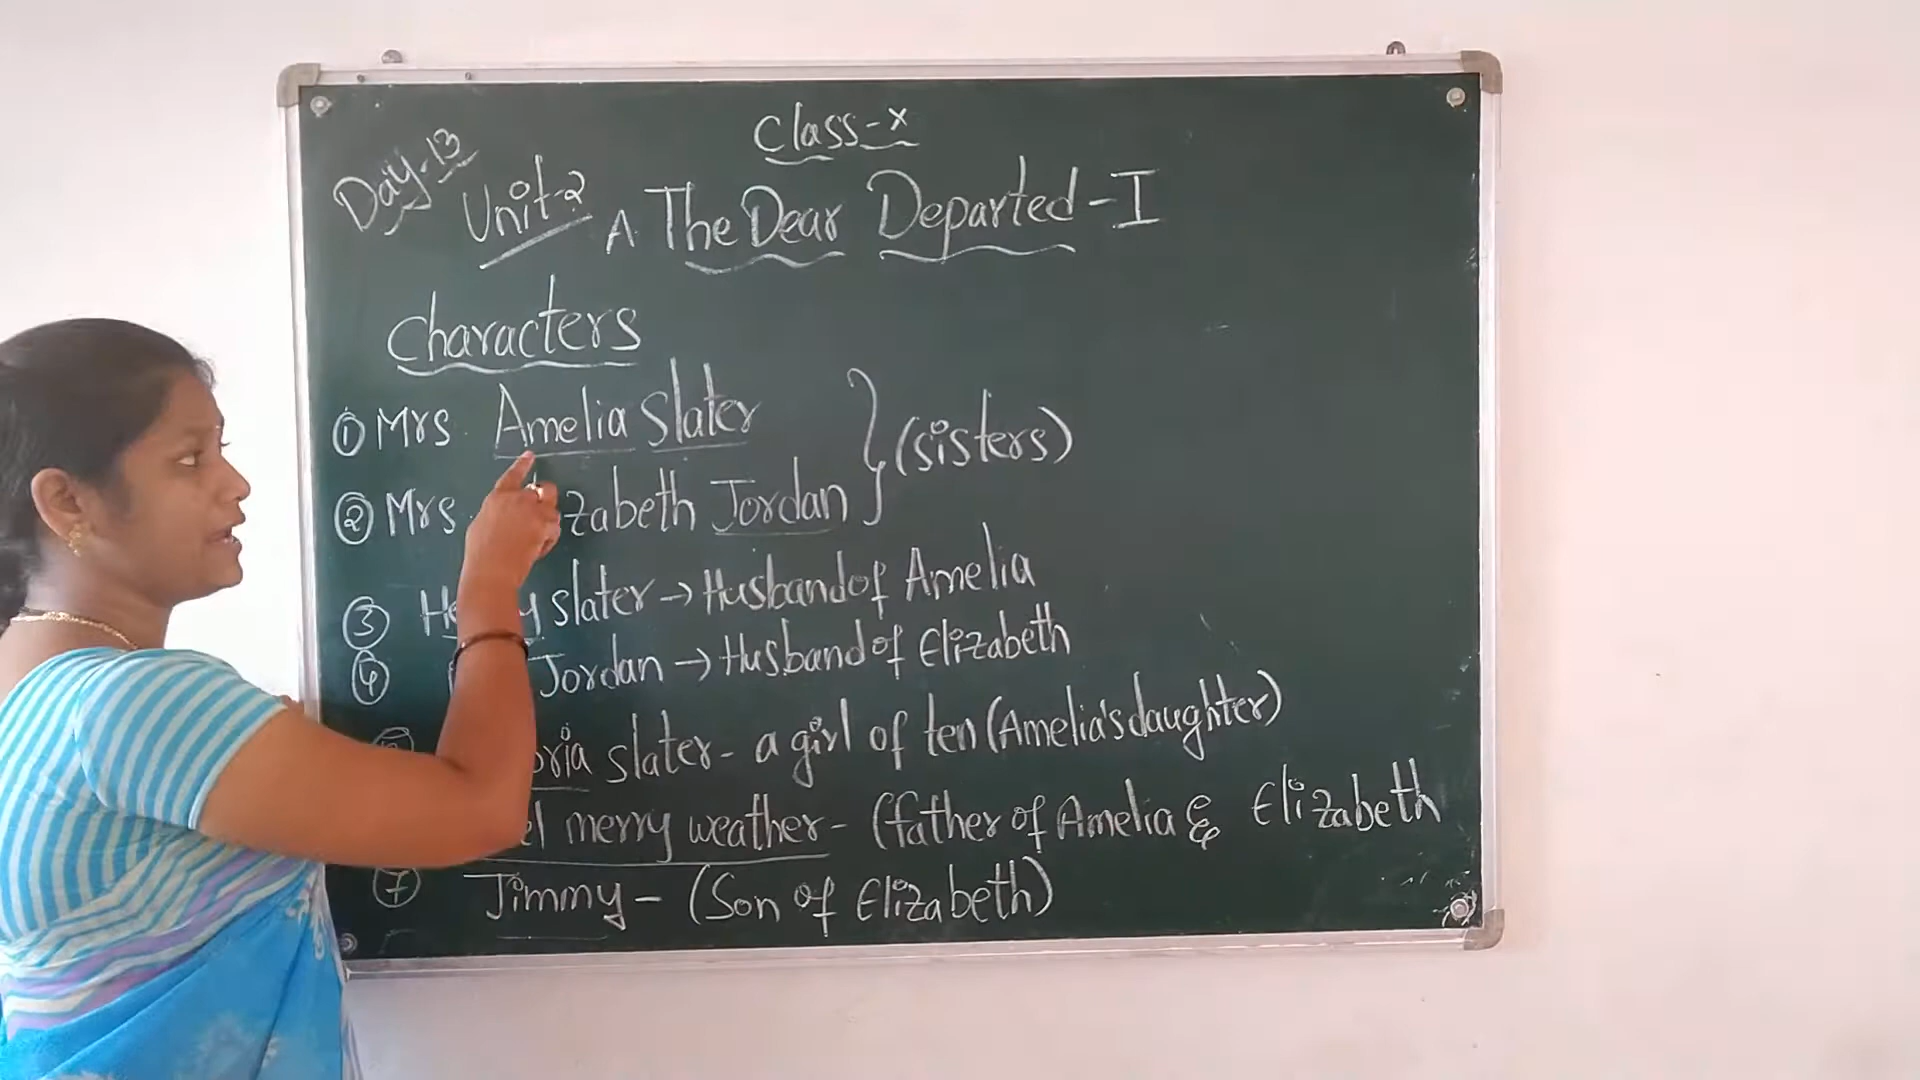 Class-X
Day-13
Unit-2 A The Dear Departed-I
Characters
① Mrs Amelia Slater
② Mrs Jordan } (sisters)
③ slater → Husband of Amelia
④ Jordan → Husband of Elizabeth
slater - a girl of ten (Amelia's daughter)
merry weather - (father of Amelia & Elizabeth
⑦ Jimmy - (Son of Elizabeth)